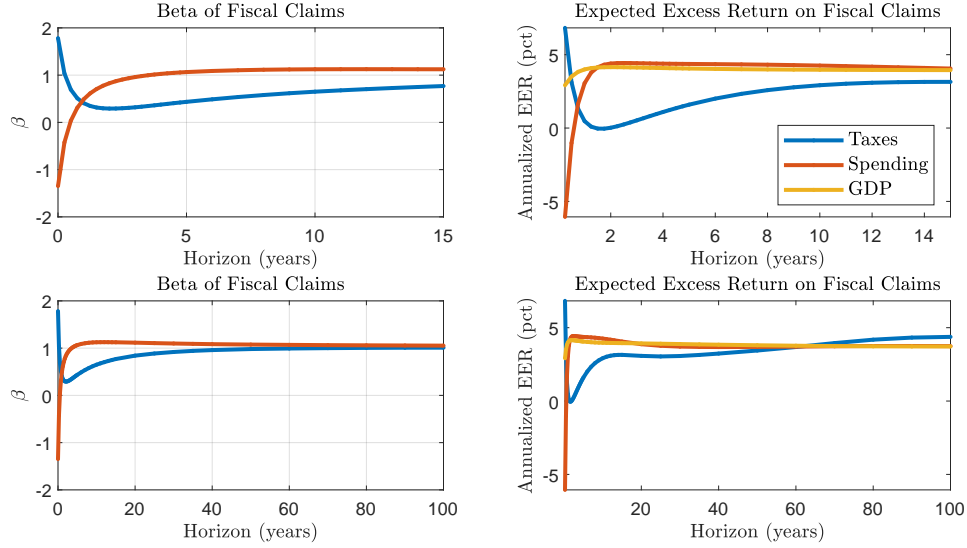 Beta of Fiscal Claims
2
1
0
-1
-2
β
0 5 10 15
Horizon (years)
Expected Excess Return on Fiscal Claims
5
0
-5
Annualized EER (pct)
Taxes
Spending
GDP
2 4 6 8 10 12 14
Horizon (years)
Beta of Fiscal Claims
2
1
0
-1
-2
β
0 20 40 60 80 100
Horizon (years)
Expected Excess Return on Fiscal Claims
5
0
-5
Annualized EER (pct)
20 40 60 80 100
Horizon (years)